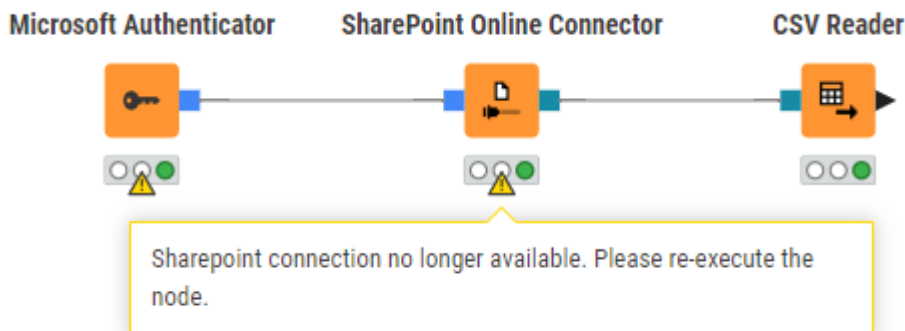 Microsoft Authenticator
SharePoint Online Connector
CSV Reader
Sharepoint connection no longer available. Please re-execute the
node.